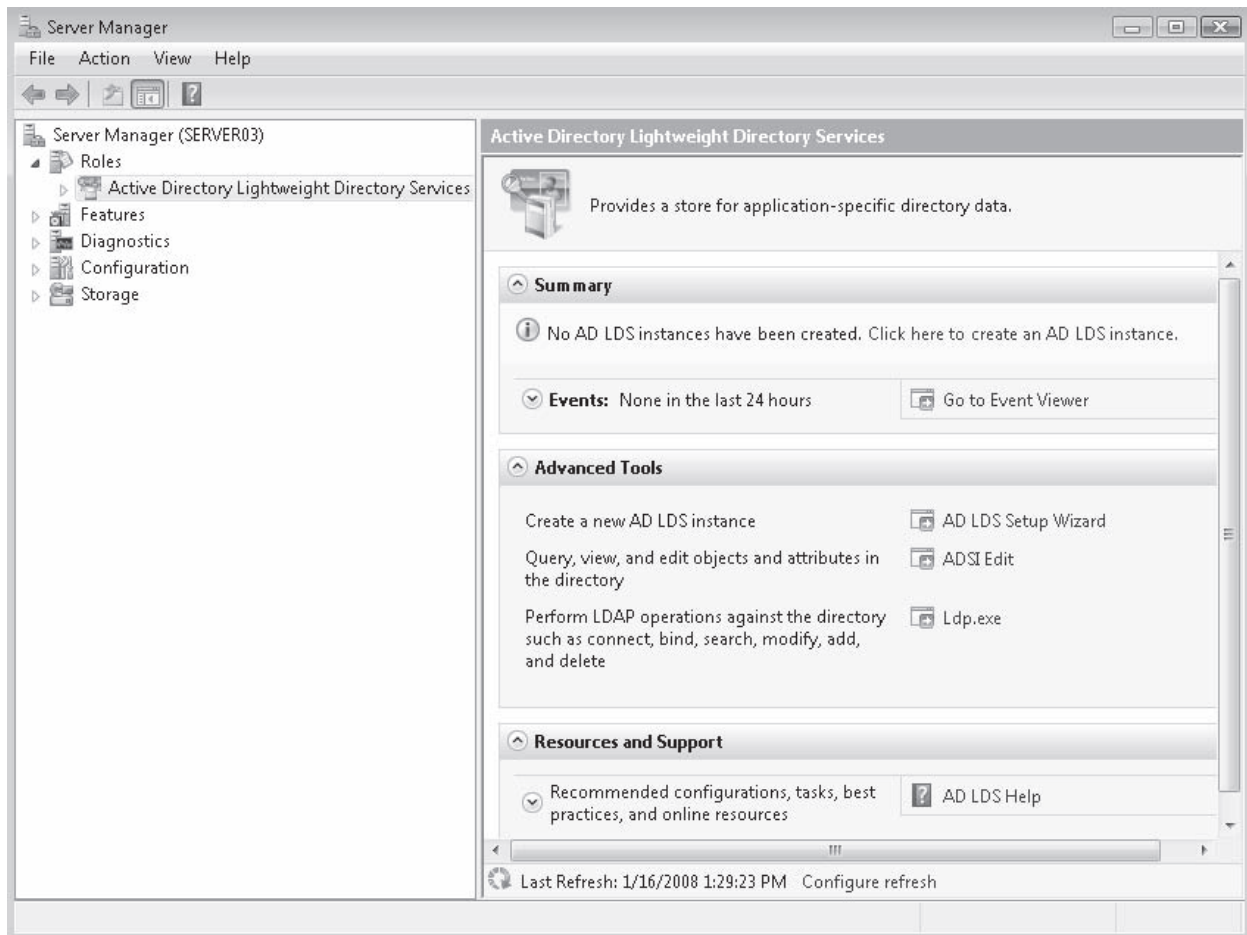 Server Manager
File Action View Help
Server Manager (SERVER03)
Roles
Active Directory Lightweight Directory Services
Features
Diagnostics
Configuration
Storage
Active Directory Lightweight Directory Services
Provides a store for application-specific directory data.
Summary
No AD LDS instances have been created. Click here to create an AD LDS instance.
Events: None in the last 24 hours
Go to Event Viewer
Advanced Tools
Create a new AD LDS instance
AD LDS Setup Wizard
Query, view, and edit objects and attributes in
the directory
ADSI Edit
Perform LDAP operations against the directory
such as connect, bind, search, modify, add,
and delete
Ldp.exe
Resources and Support
Recommended configurations, tasks, best
practices, and online resources
AD LDS Help
Last Refresh: 1/16/2008 1:29:23 PM Configure refresh